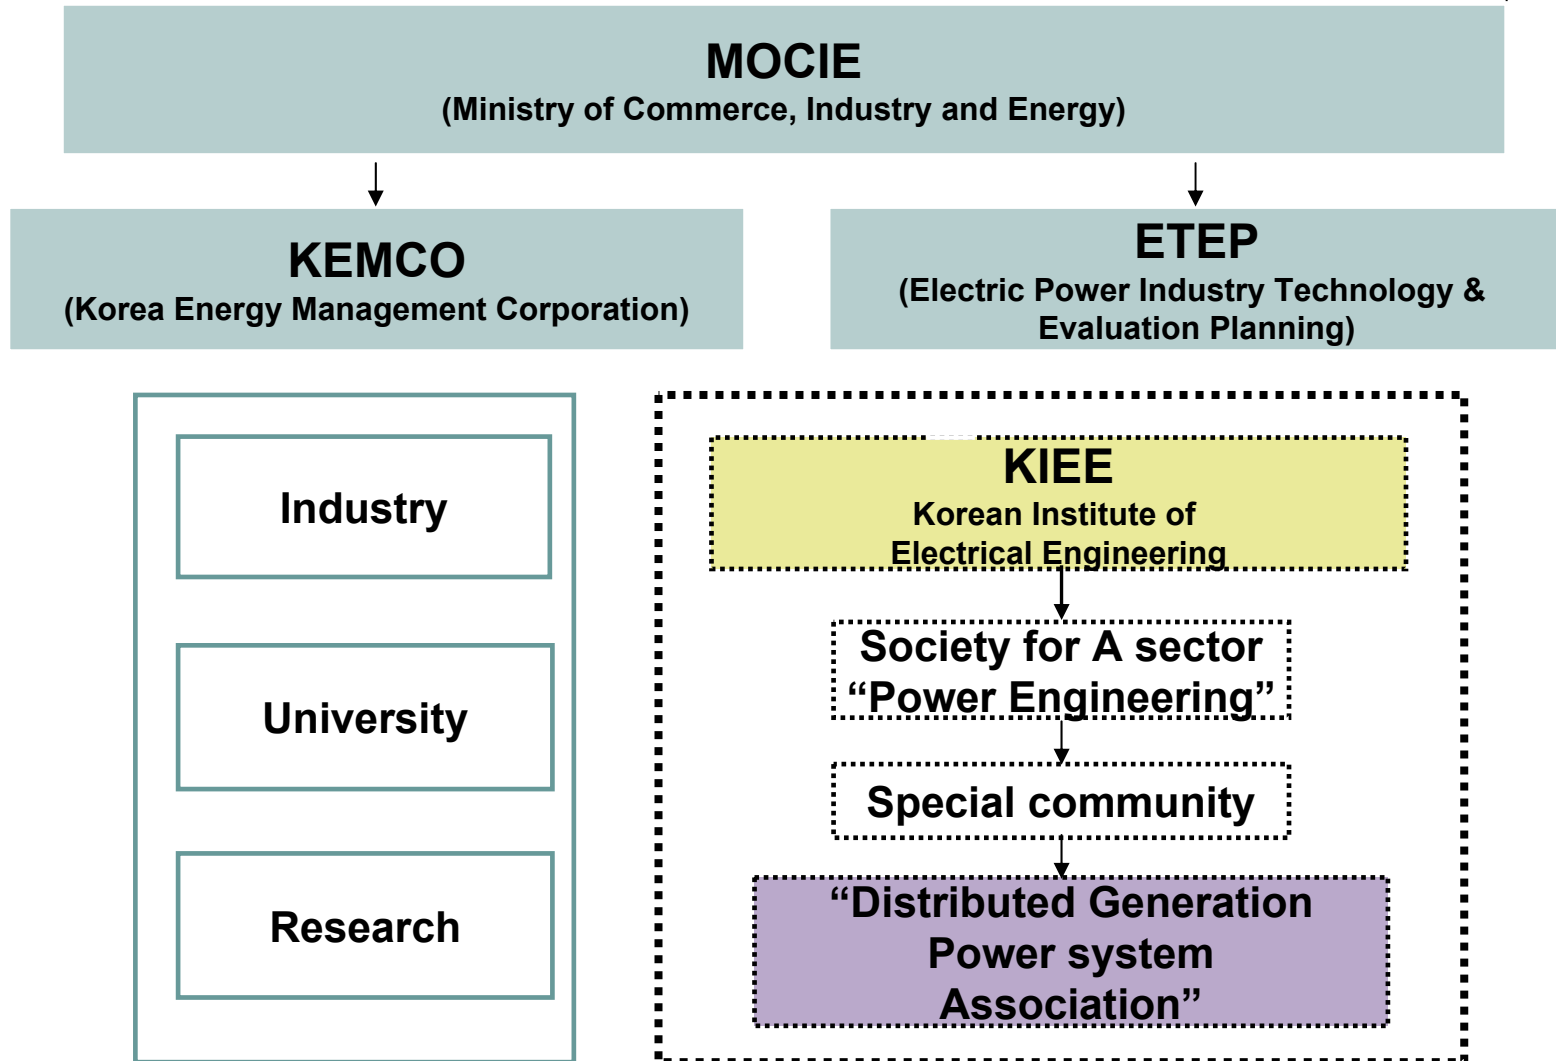 MOCIE
(Ministry of Commerce, Industry and Energy)
KEMCO
(Korea Energy Management Corporation)
ETEP
(Electric Power Industry Technology &
Evaluation Planning)
Industry
University
Research
KIEE
Korean Institute of
Electrical Engineering
Society for A sector
“Power Engineering”
Special community
“Distributed Generation
Power system
Association”